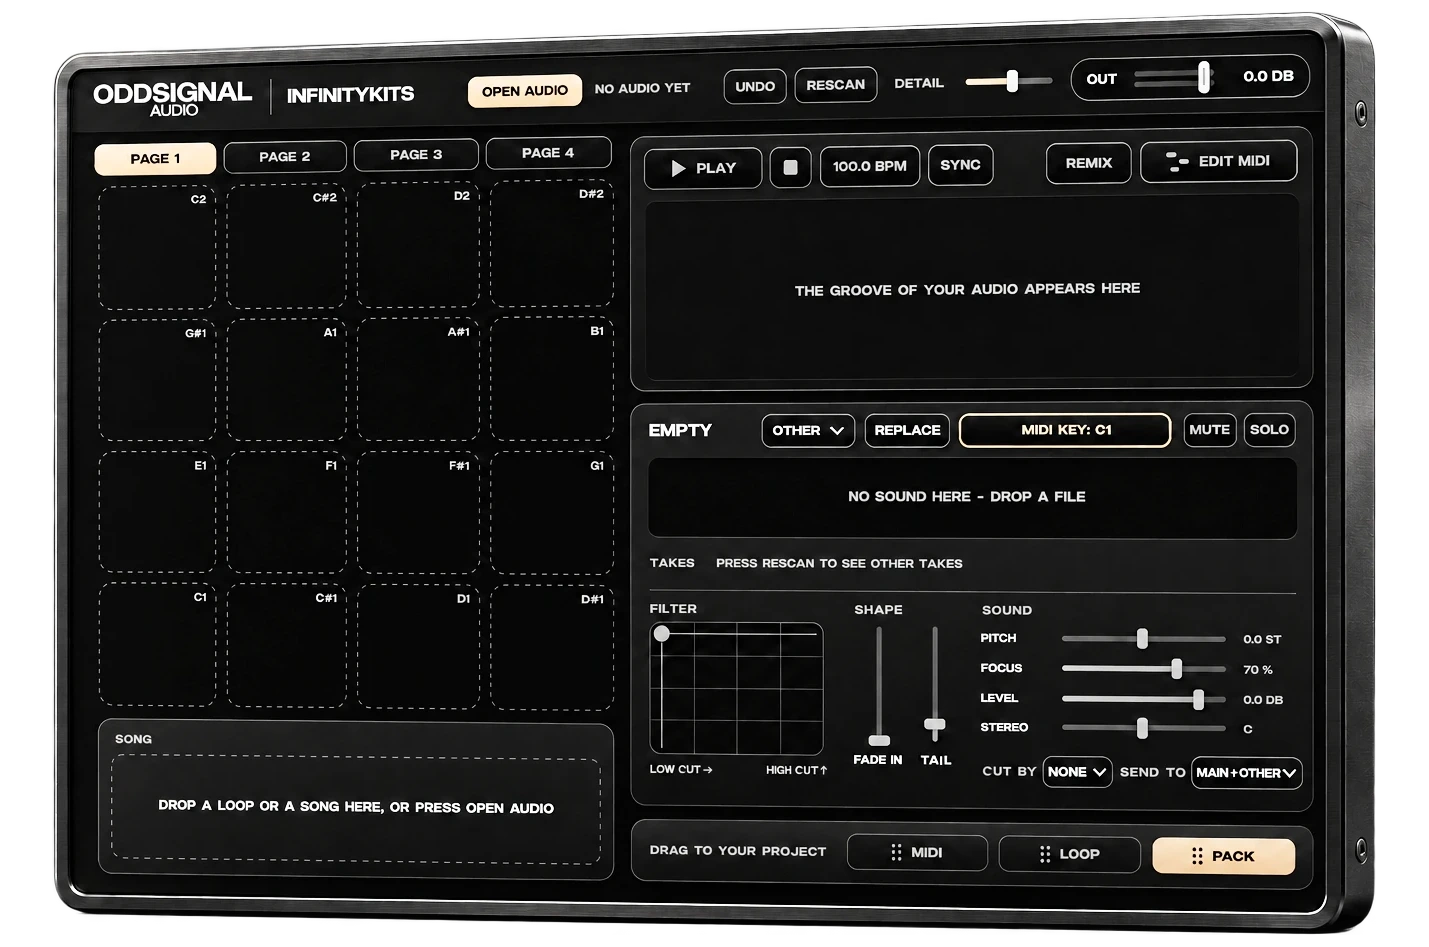 ODDSIGNAL
AUDIO
INFINITYKITS
OPEN AUDIO
NO AUDIO YET
UNDO
RESCAN
DETAIL
OUT
0.0 DB
PAGE 1
PAGE 2
PAGE 3
PAGE 4
C2
C#2
D2
D#2
G#1
A1
A#1
B1
E1
F1
F#1
G1
C1
C#1
D1
D#1
SONG
DROP A LOOP OR A SONG HERE, OR PRESS OPEN AUDIO
PLAY
100.0 BPM
SYNC
REMIX
EDIT MIDI
THE GROOVE OF YOUR AUDIO APPEARS HERE
EMPTY
OTHER
REPLACE
MIDI KEY: C1
MUTE
SOLO
NO SOUND HERE - DROP A FILE
TAKES
PRESS RESCAN TO SEE OTHER TAKES
FILTER
LOW CUT →
HIGH CUT ↑
SHAPE
FADE IN
TAIL
SOUND
PITCH
0.0 ST
FOCUS
70 %
LEVEL
0.0 DB
STEREO
C
CUT BY
NONE
SEND TO
MAIN+OTHER
DRAG TO YOUR PROJECT
MIDI
LOOP
PACK